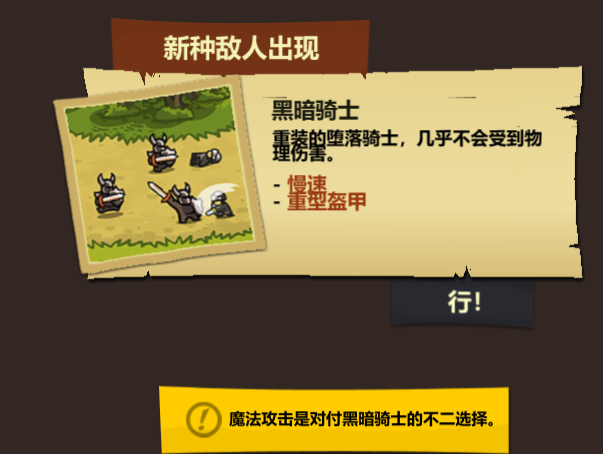 新种敌人出现
黑暗骑士
重装的堕落骑士，几乎不会受到物
理伤害。
- 慢速
- 重型盔甲
行！
魔法攻击是对付黑暗骑士的不二选择。